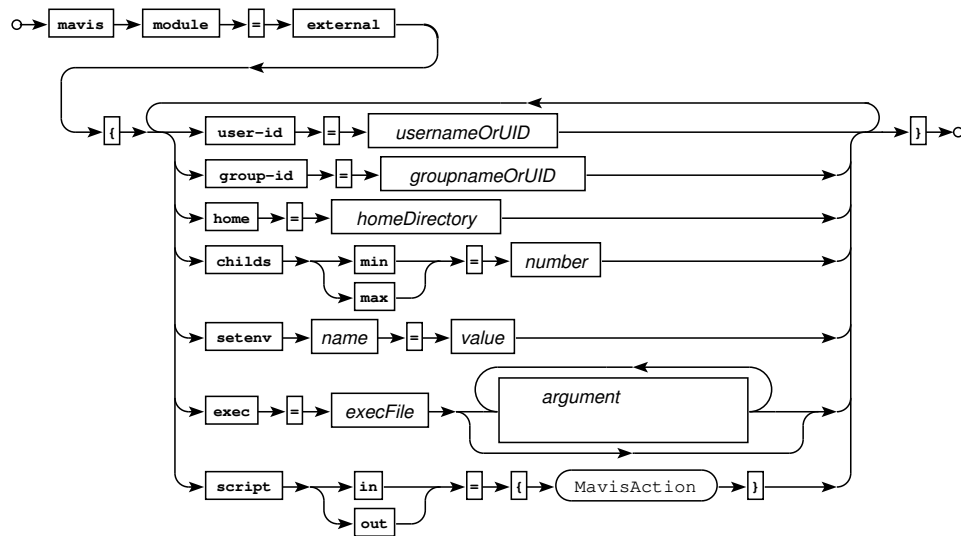 mavis module = external
{ user-id = usernameOrUID }
group-id = groupnameOrUID
home = homeDirectory
childs min = number
max
setenv name = value
exec = execFile argument
script in = { MavisAction }
out